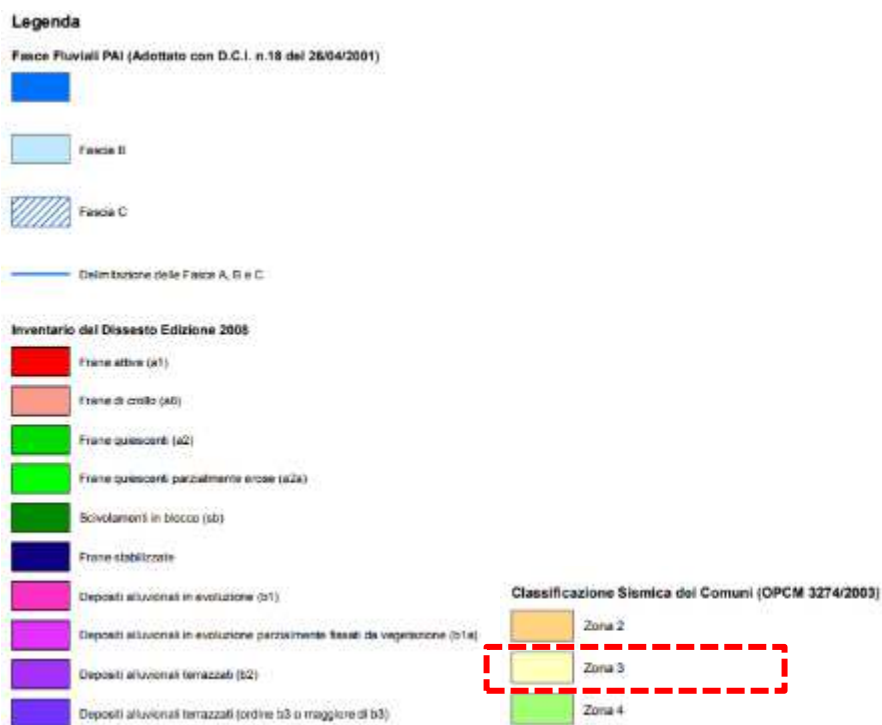 Legenda
Fasce Fluviali PAI (Adottato con D.C.I. n.18 del 26/04/2001)
Fascia B
Fascia C
Delimitazione delle Fasce A, B e C
Inventario del Dissesto Edizione 2008
Frane attive (a1)
Frane di crollo (a6)
Frane quiescenti (a2)
Frane quiescenti parzialmente erose (a2a)
Scivolamenti in blocco (sb)
Frane stabilizzate
Depositi alluvionali in evoluzione (b1)
Depositi alluvionali in evoluzione parzialmente fissati da vegetazione (b1a)
Depositi alluvionali terrazzati (b2)
Depositi alluvionali terrazzati (ordine b3 o maggiore di b3)
Classificazione Sismica dei Comuni (OPCM 3274/2003)
Zona 2
Zona 3
Zona 4